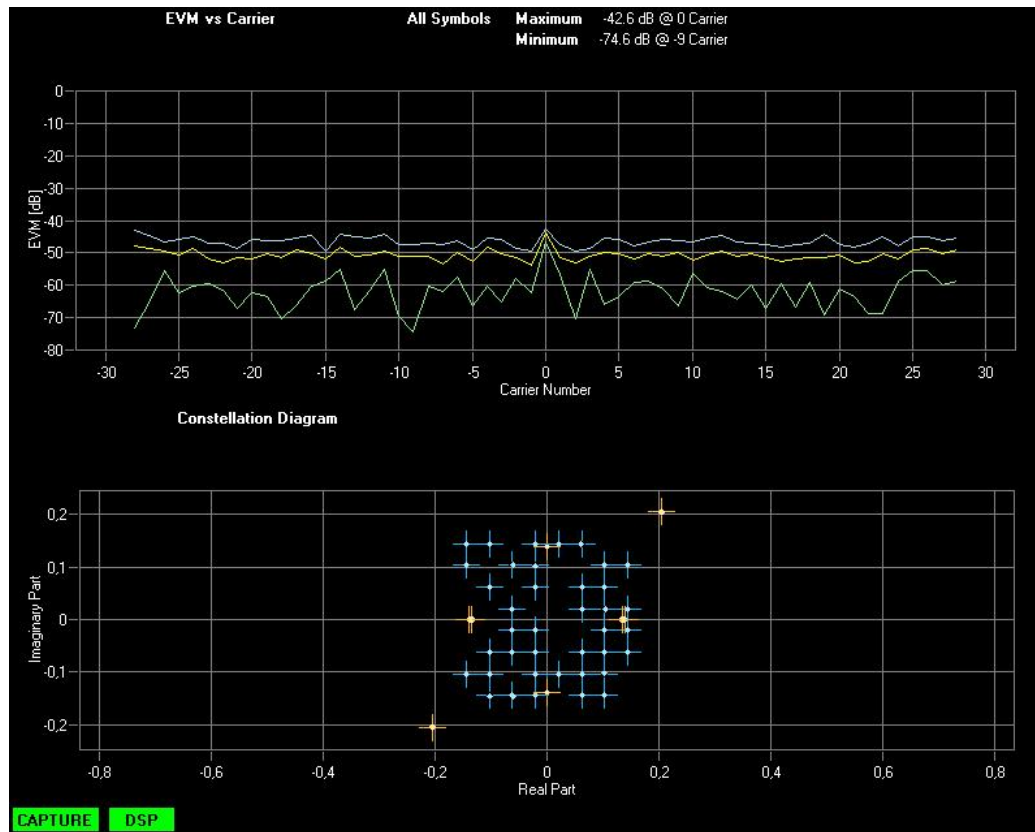 EVM vs Carrier All Symbols Maximum -42.6 dB @ 0 Carrier
Minimum -74.6 dB @ -9 Carrier
0
-10
-20
-30
-40
-50
-60
-70
-80
EVM [dB]
-30 -25 -20 -15 -10 -5 0 5 10 15 20 25 30
Carrier Number
Constellation Diagram
0,2
0,1
0
-0,1
-0,2
Imaginary Part
-0,8 -0,6 -0,4 -0,2 0 0,2 0,4 0,6 0,8
Real Part
CAPTURE DSP